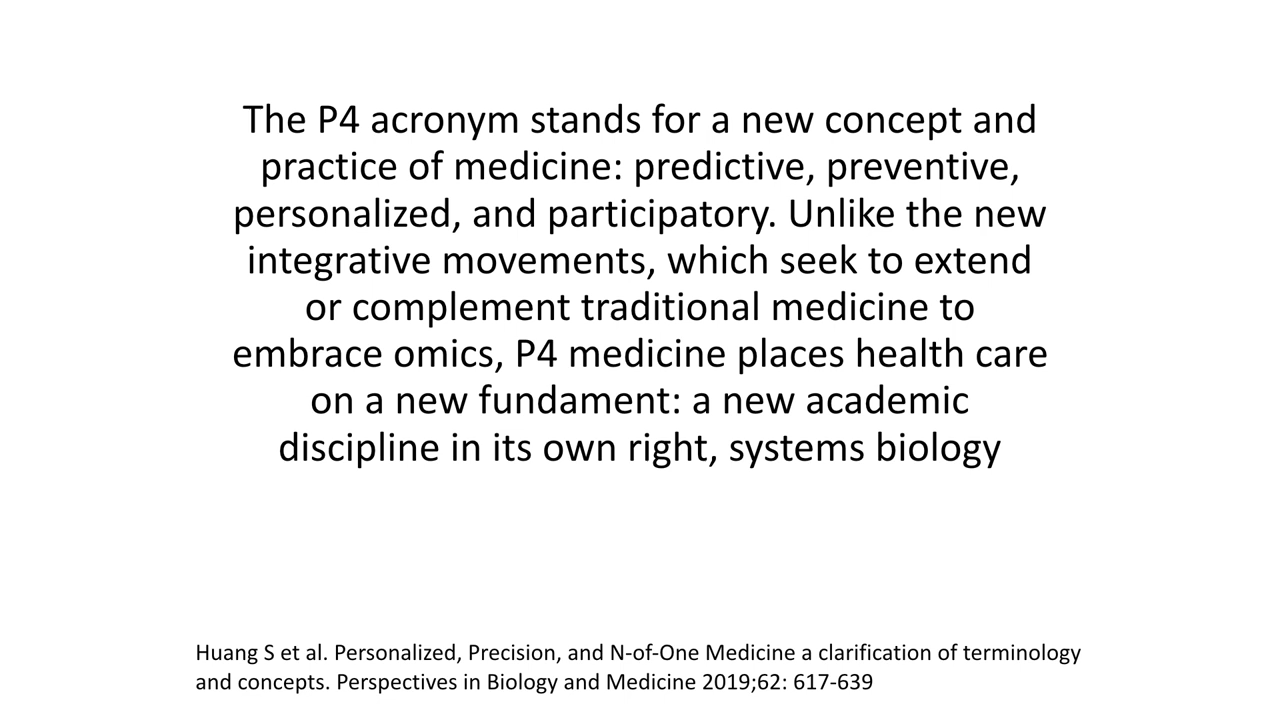 The P4 acronym stands for a new concept and
practice of medicine: predictive, preventive,
personalized, and participatory. Unlike the new
integrative movements, which seek to extend
or complement traditional medicine to
embrace omics, P4 medicine places health care
on a new fundament: a new academic
discipline in its own right, systems biology
Huang S et al. Personalized, Precision, and N-of-One Medicine a clarification of terminology
and concepts. Perspectives in Biology and Medicine 2019;62: 617-639